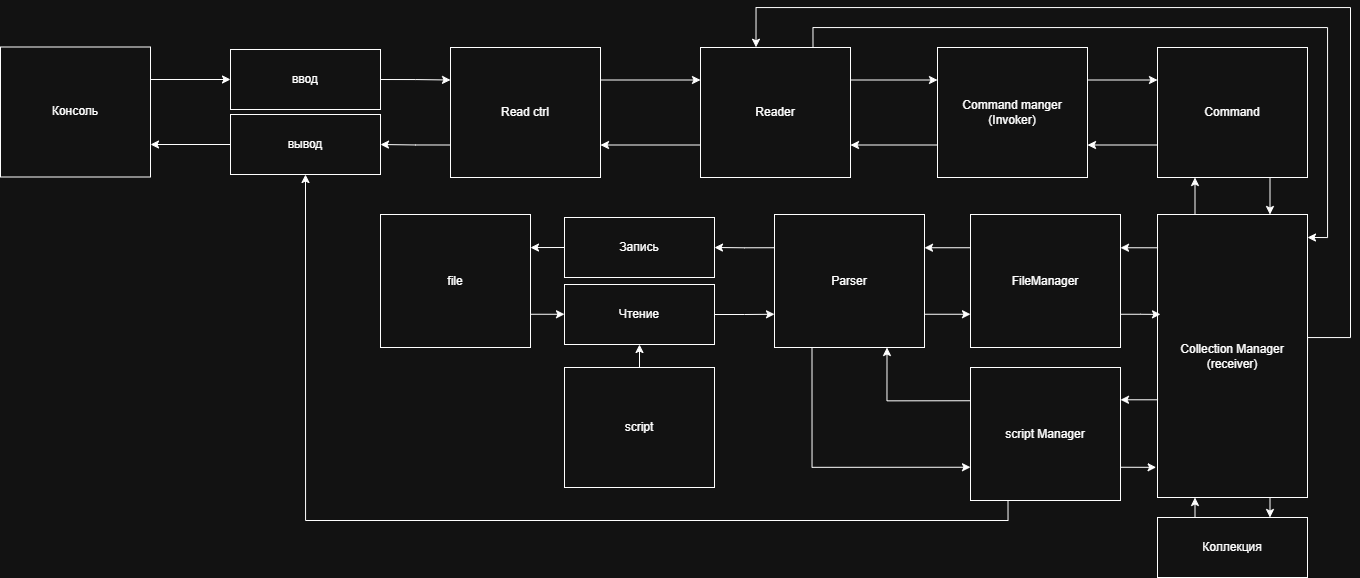 Консоль
ввод
вывод
Read ctrl
Reader
Command manger
(Invoker)
Command
file
Запись
Чтение
Parser
FileManager
Collection Manager
(receiver)
script
script Manager
Коллекция